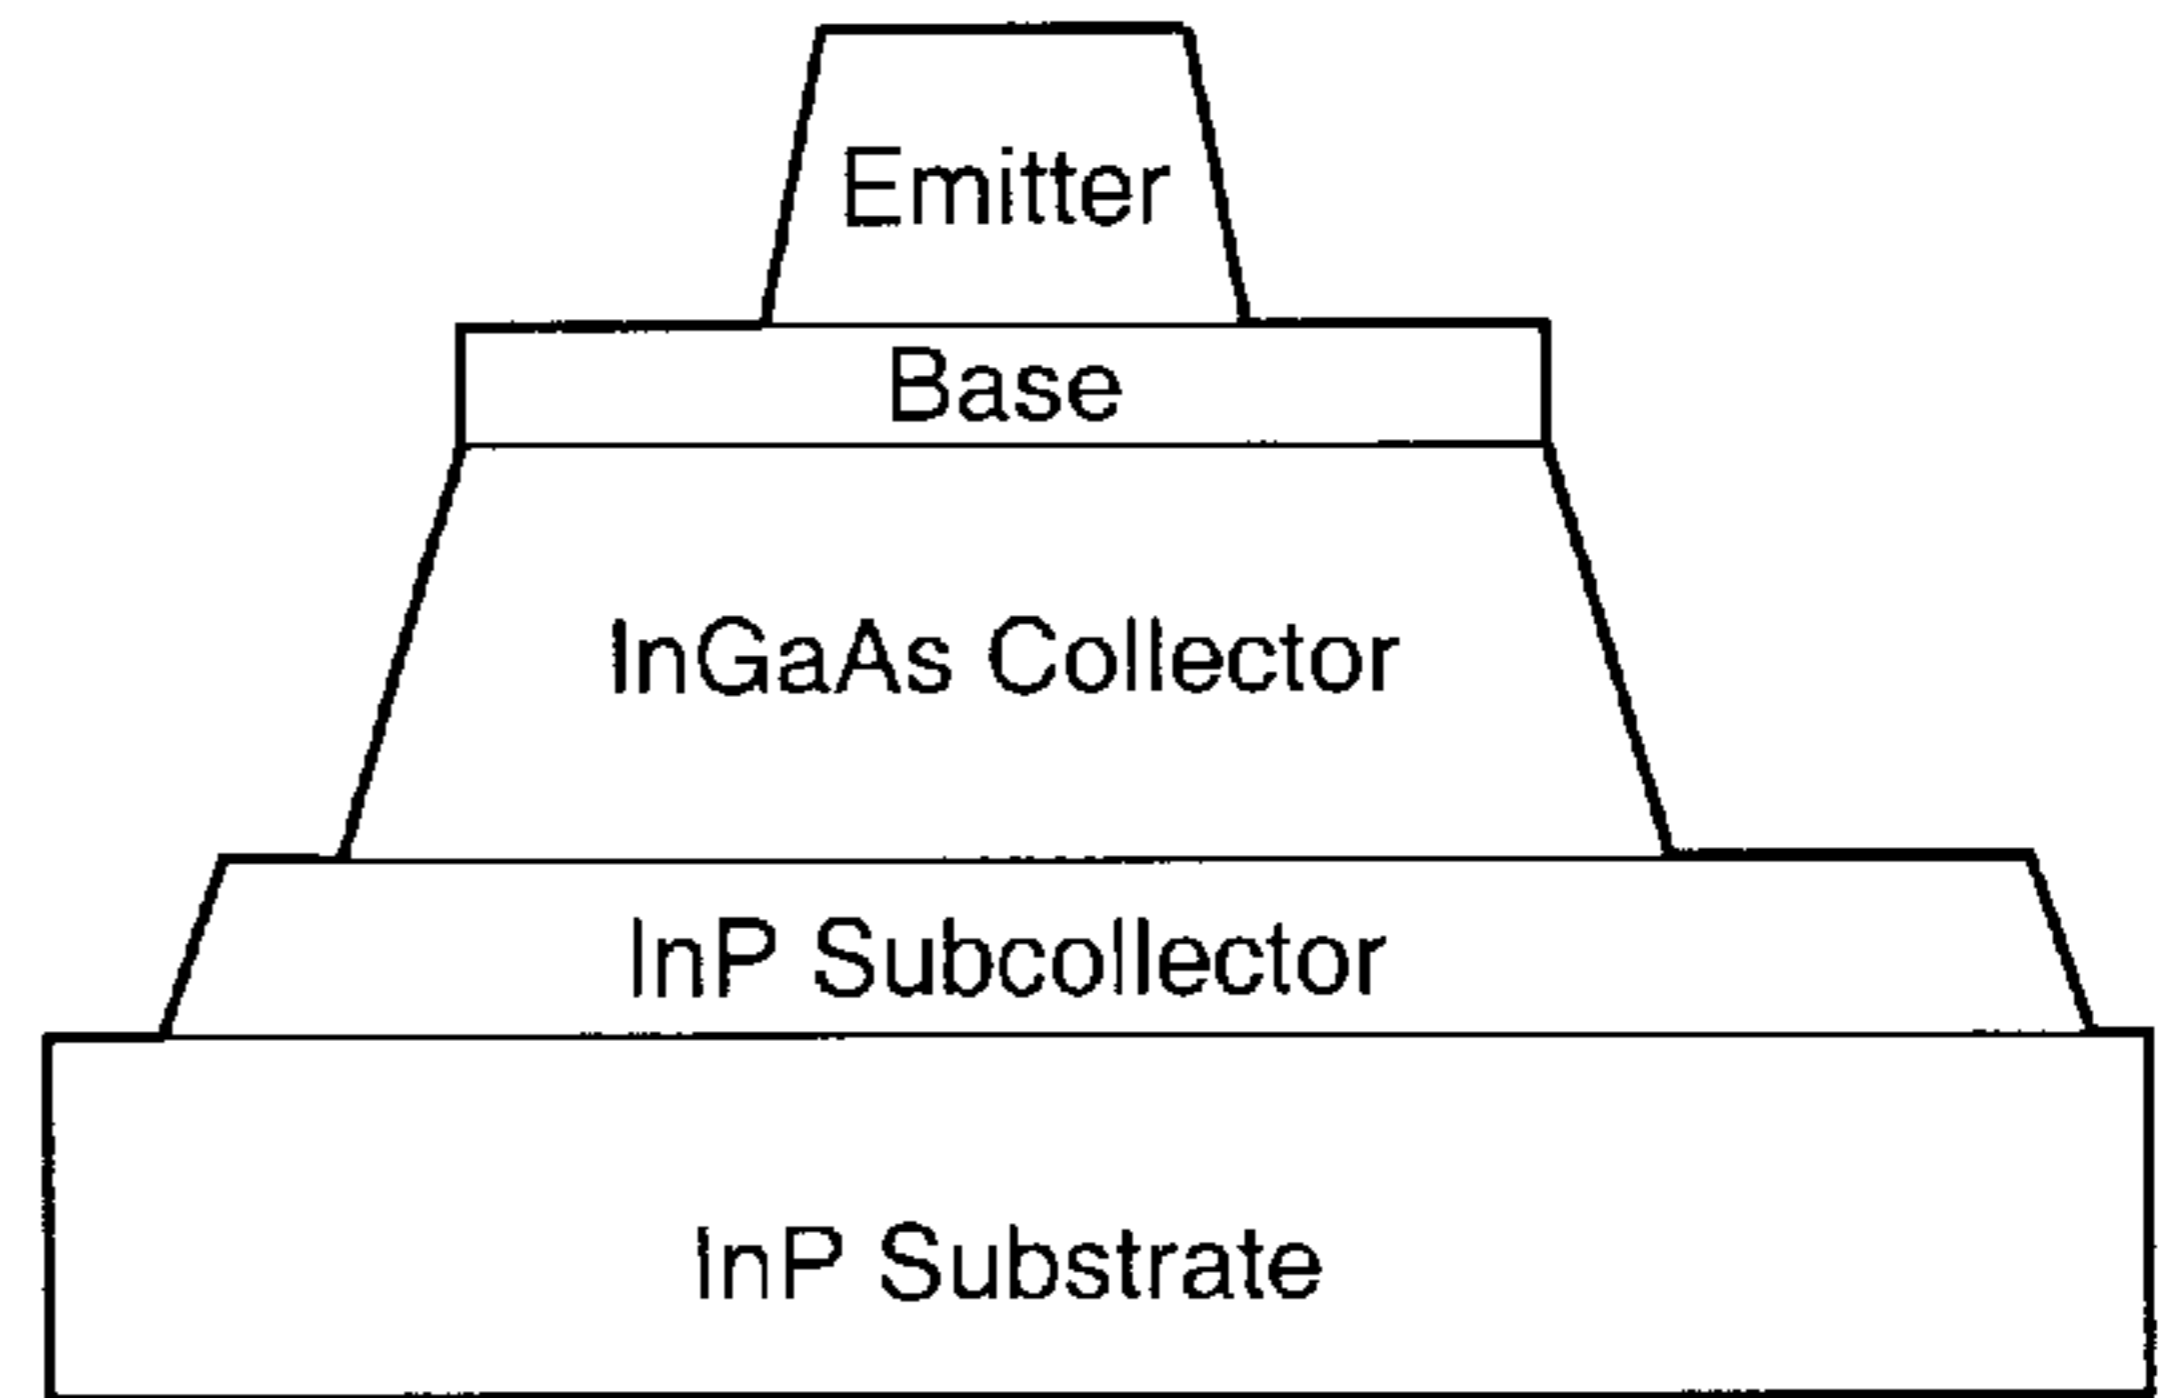 Emitter
Base
InGaAs Collector
InP Subcollector
InP Substrate